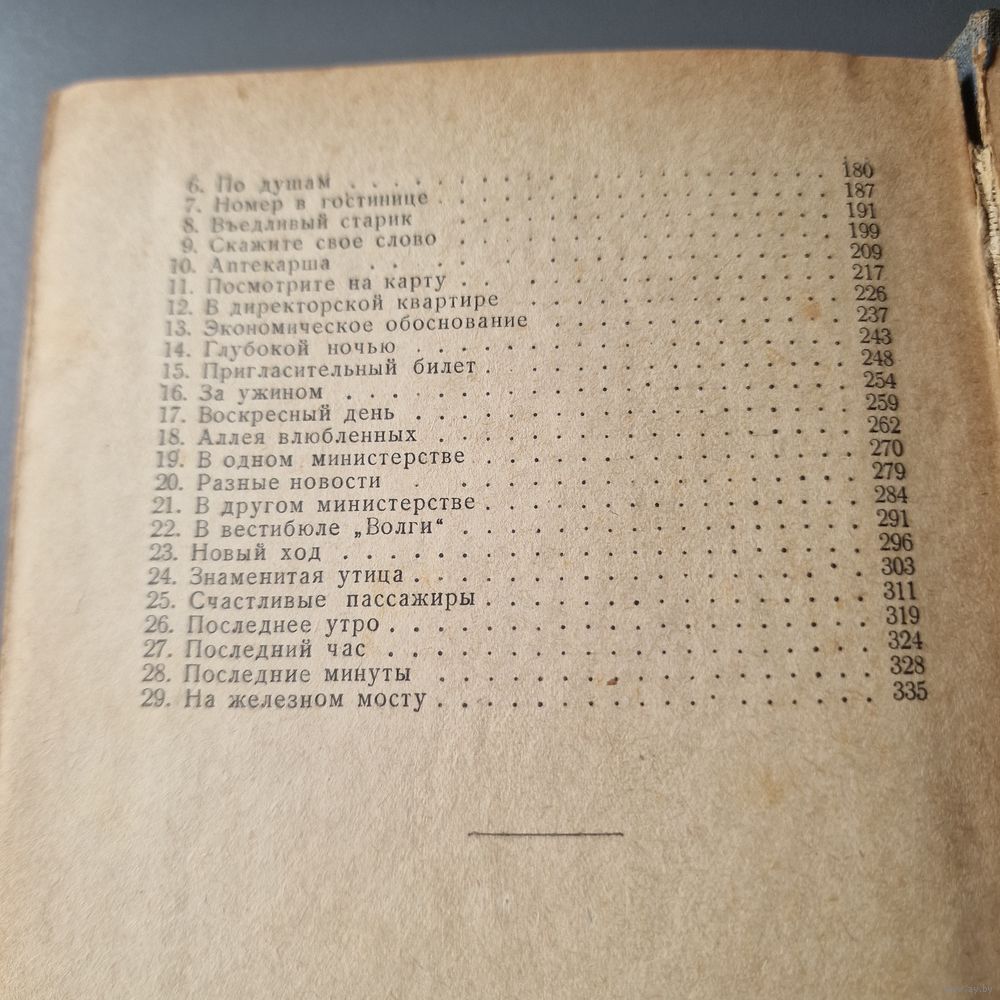 6. По душам . . . . . . . . . . . . . . . . . . 180
7. Номер в гостинице . . . . . . . . . . . . . . 187
8. Въедливый старик . . . . . . . . . . . . . . 191
9. Скажите свое слово . . . . . . . . . . . . . 199
10. Аптекарша . . . . . . . . . . . . . . . . . 209
11. Посмотрите на карту . . . . . . . . . . . . 217
12. В директорской квартире . . . . . . . . . . 226
13. Экономическое обоснование . . . . . . . . . 237
14. Глубокой ночью . . . . . . . . . . . . . . . 243
15. Пригласительный билет . . . . . . . . . . . 248
16. За ужином . . . . . . . . . . . . . . . . . 254
17. Воскресный день . . . . . . . . . . . . . . 259
18. Аллея влюбленных . . . . . . . . . . . . . . 262
19. В одном министерстве . . . . . . . . . . . . 270
20. Разные новости . . . . . . . . . . . . . . . 279
21. В другом министерстве . . . . . . . . . . . 284
22. В вестибюле „Волги“ . . . . . . . . . . . . 291
23. Новый ход . . . . . . . . . . . . . . . . . 296
24. Знаменитая утица . . . . . . . . . . . . . . 303
25. Счастливые пассажиры . . . . . . . . . . . . 311
26. Последнее утро . . . . . . . . . . . . . . . 319
27. Последний час . . . . . . . . . . . . . . . 324
28. Последние минуты . . . . . . . . . . . . . . 328
29. На железном мосту . . . . . . . . . . . . . 335